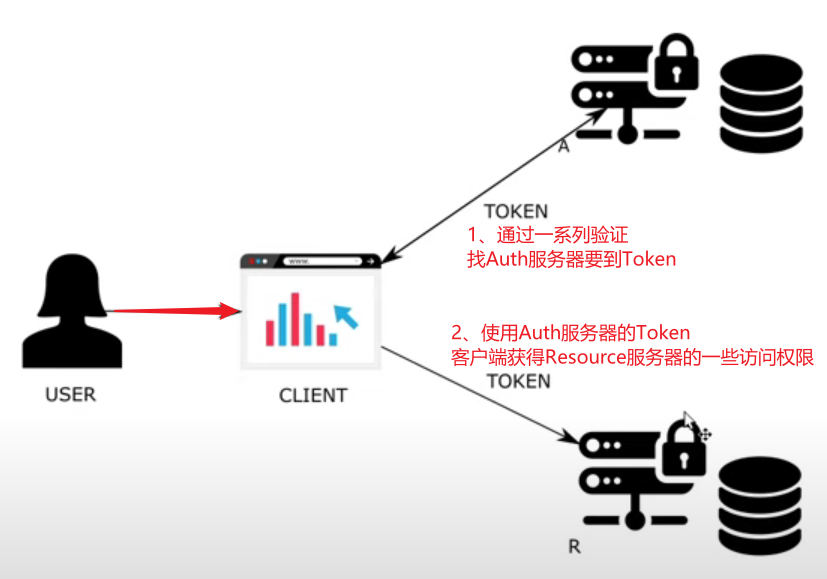 www.
A
TOKEN
1、通过一系列验证
找Auth服务器要到Token
USER
CLIENT
2、使用Auth服务器的Token
客户端获得Resource服务器的一些访问权限
TOKEN
R